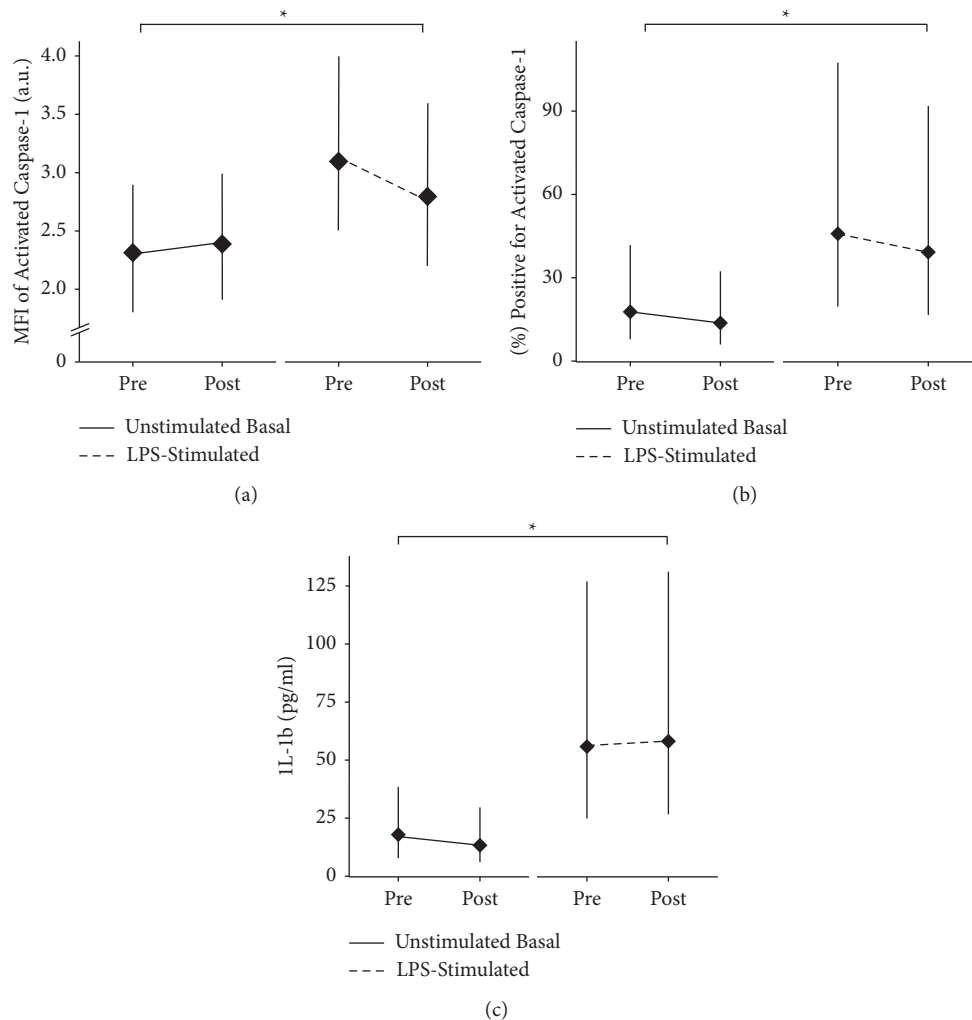 *
MFI of Activated Caspase-1 (a.u.)
4.0
3.5
3.0
2.5
2.0
0
Pre
Post
Pre
Post
Unstimulated Basal
LPS-Stimulated
(a)
*
(%) Positive for Activated Caspase-1
90
60
30
0
Pre
Post
Pre
Post
Unstimulated Basal
LPS-Stimulated
(b)
*
1L-1b (pg/ml)
125
100
75
50
25
0
Pre
Post
Pre
Post
Unstimulated Basal
LPS-Stimulated
(c)